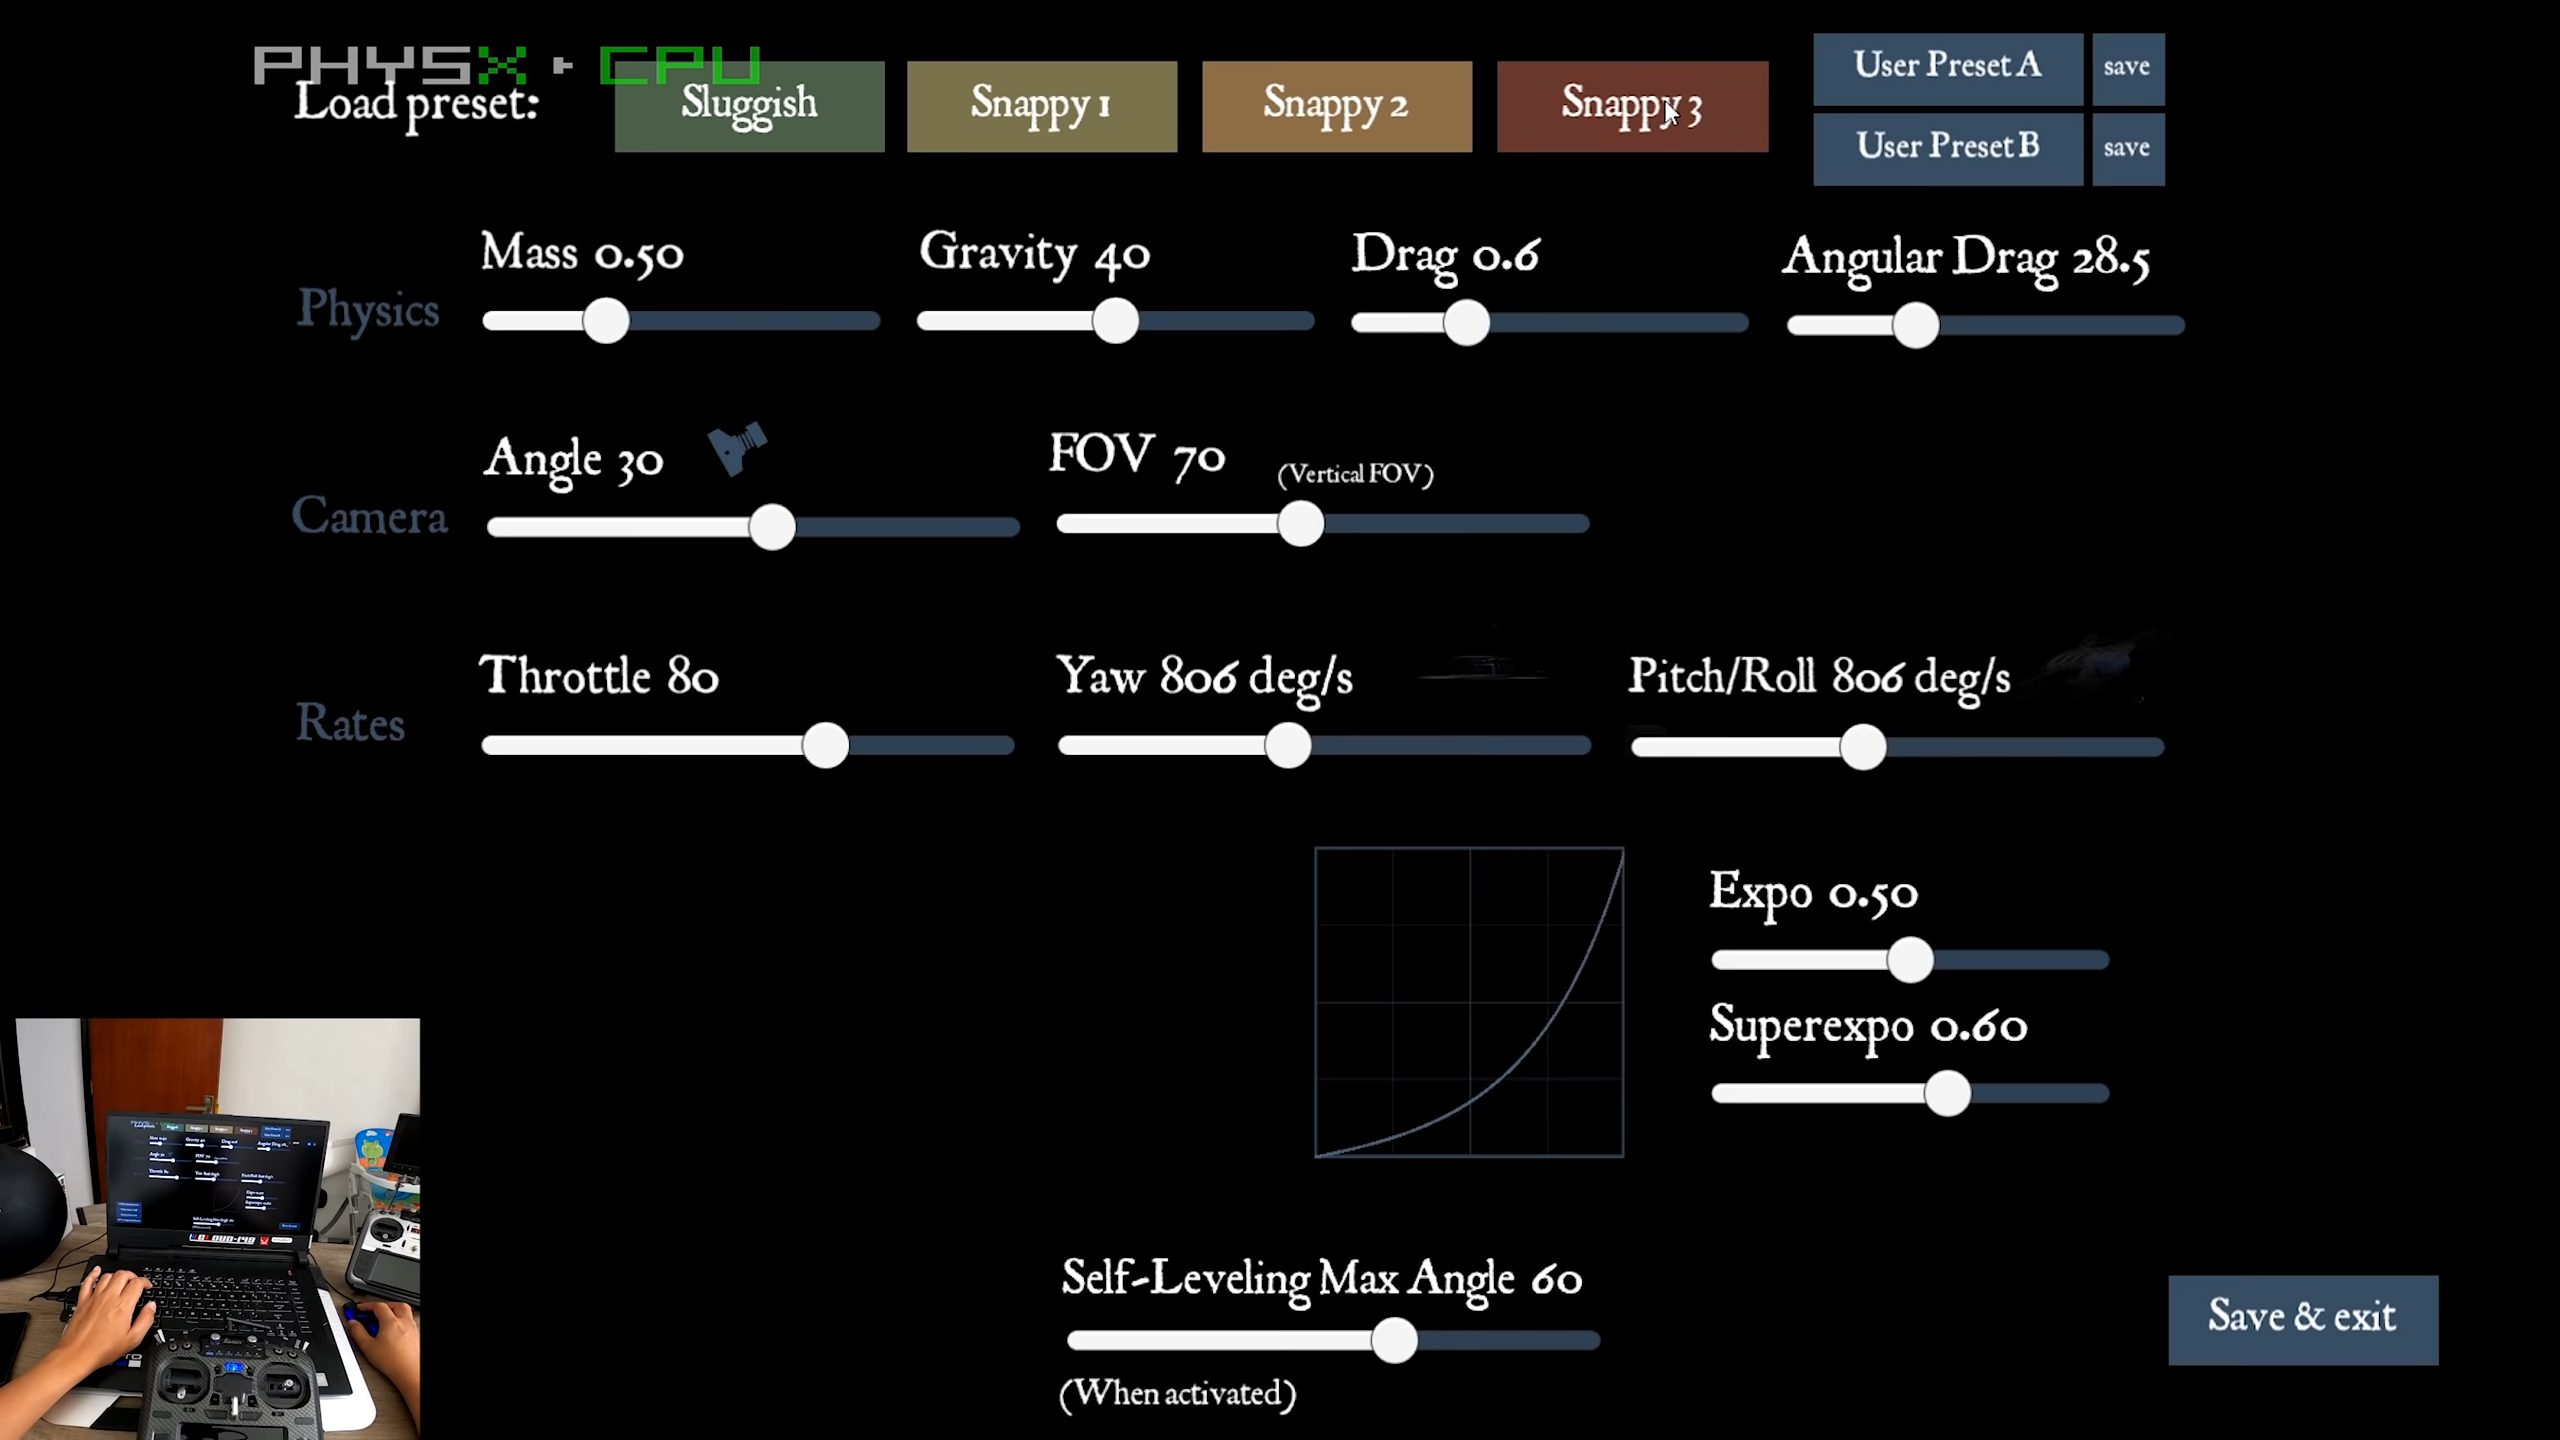 PHYSX ▸ CPU
Load preset:
Sluggish
Snappy 1
Snappy 2
Snappy 3
User Preset A
save
User Preset B
save
Physics
Mass 0.50
Gravity 40
Drag 0.6
Angular Drag 28.5
Camera
Angle 30
FOV 70
(Vertical FOV)
Rates
Throttle 80
Yaw 806 deg/s
Pitch/Roll 806 deg/s
Expo 0.50
Superexpo 0.60
Self-Leveling Max Angle 60
(When activated)
Save & exit